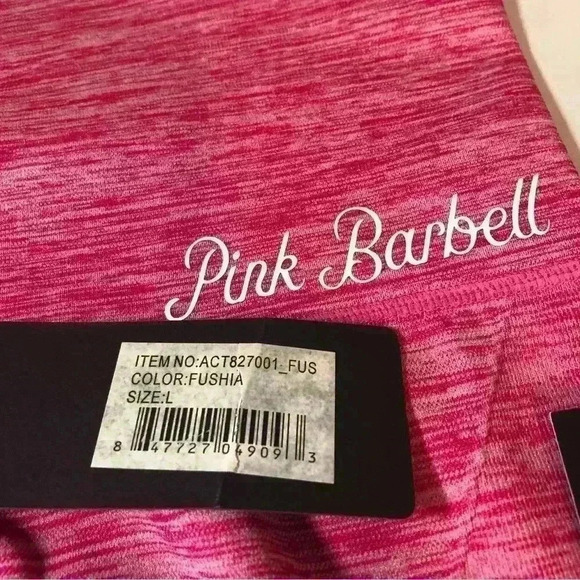 Pink Barbell
ITEM NO:ACT827001_FUS
COLOR:FUSHIA
SIZE:L
8 47727 04909 3